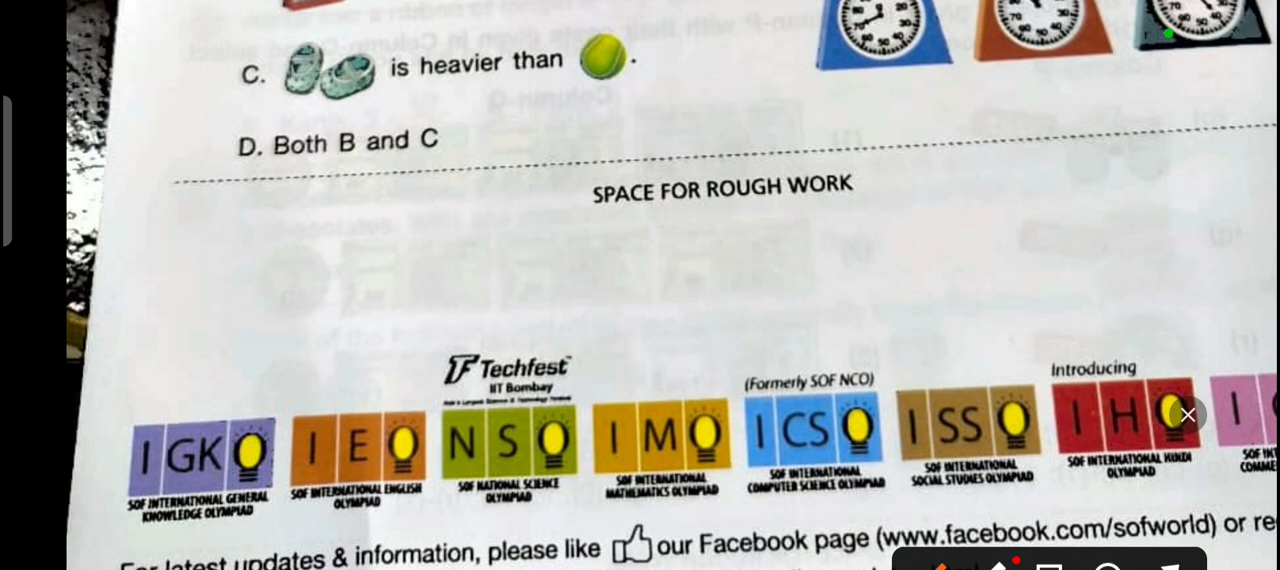 C. is heavier than .
D. Both B and C
SPACE FOR ROUGH WORK
Techfest
IIT Bombay
(Formerly SOF NCO)
Introducing
I GK
I E
N S
I M
I CS
I SS
I H
I
SOF INTERNATIONAL GENERAL
KNOWLEDGE OLYMPIAD
SOF INTERNATIONAL ENGLISH
OLYMPIAD
SOF NATIONAL SCIENCE
OLYMPIAD
SOF INTERNATIONAL
MATHEMATICS OLYMPIAD
SOF INTERNATIONAL
COMPUTER SCIENCE OLYMPIAD
SOF INTERNATIONAL
SOCIAL STUDIES OLYMPIAD
SOF INTERNATIONAL HINDI
OLYMPIAD
For latest updates & information, please like our Facebook page (www.facebook.com/sofworld) or